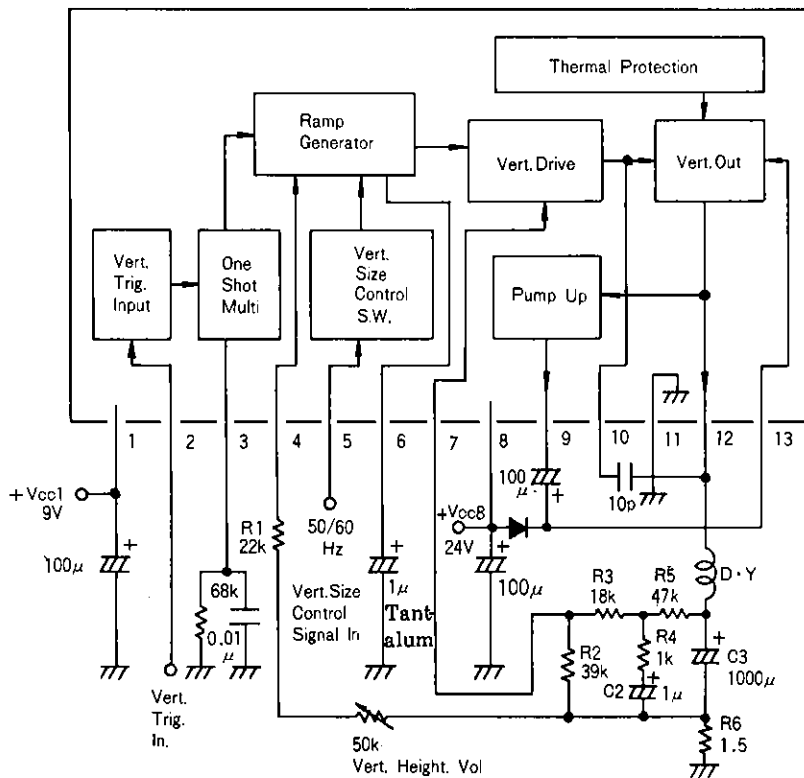 Thermal Protection
Ramp
Generator
Vert. Drive
Vert. Out
Vert.
Trig.
Input
One
Shot
Multi
Vert.
Size
Control
S.W.
Pump Up
1
2
3
4
5
6
7
8
9
10
11
12
13
+Vcc1
9V
100μ
+
68k
0.01
μ
Vert.
Trig.
In.
R1
22k
50/60
Hz
Vert. Size
Control
Signal In
+
1μ
Tant-
alum
+Vcc8
24V
+
100μ
100
μ
+
10p
D·Y
R3
18k
R5
47k
R2
39k
R4
1k
C2
+
1μ
+
C3
1000μ
R6
1.5
50k
Vert. Height. Vol